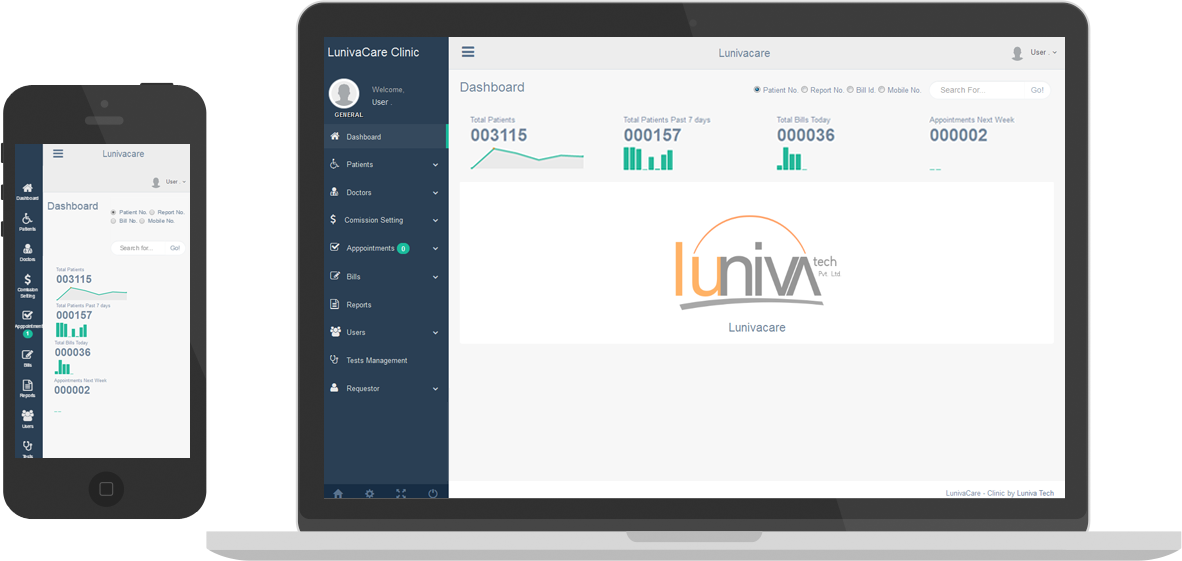 Lunivacare
User
Dashboard
Dashboard
Patient No. Report No.
Bill No. Mobile No.
Patients
Search for... Go!
Doctors
Total Patients
003115
Comission
Setting
Total Patients Past 7 days
000157
Apppointment
1
Total Bills Today
000036
Bills
Appointments Next Week
000002
Reports
Users
Tests
LunivaCare Clinic
Welcome,
User .
GENERAL
Dashboard
Patients
Doctors
Comission Setting
Apppointments 0
Bills
Reports
Users
Tests Management
Requestor
Lunivacare
User
Dashboard
Patient No. Report No. Bill Id. Mobile No.
Search For... Go!
Total Patients
003115
Total Patients Past 7 days
000157
Total Bills Today
000036
Appointments Next Week
000002
luniva tech
Pvt. Ltd.
Lunivacare
LunivaCare - Clinic by Luniva Tech